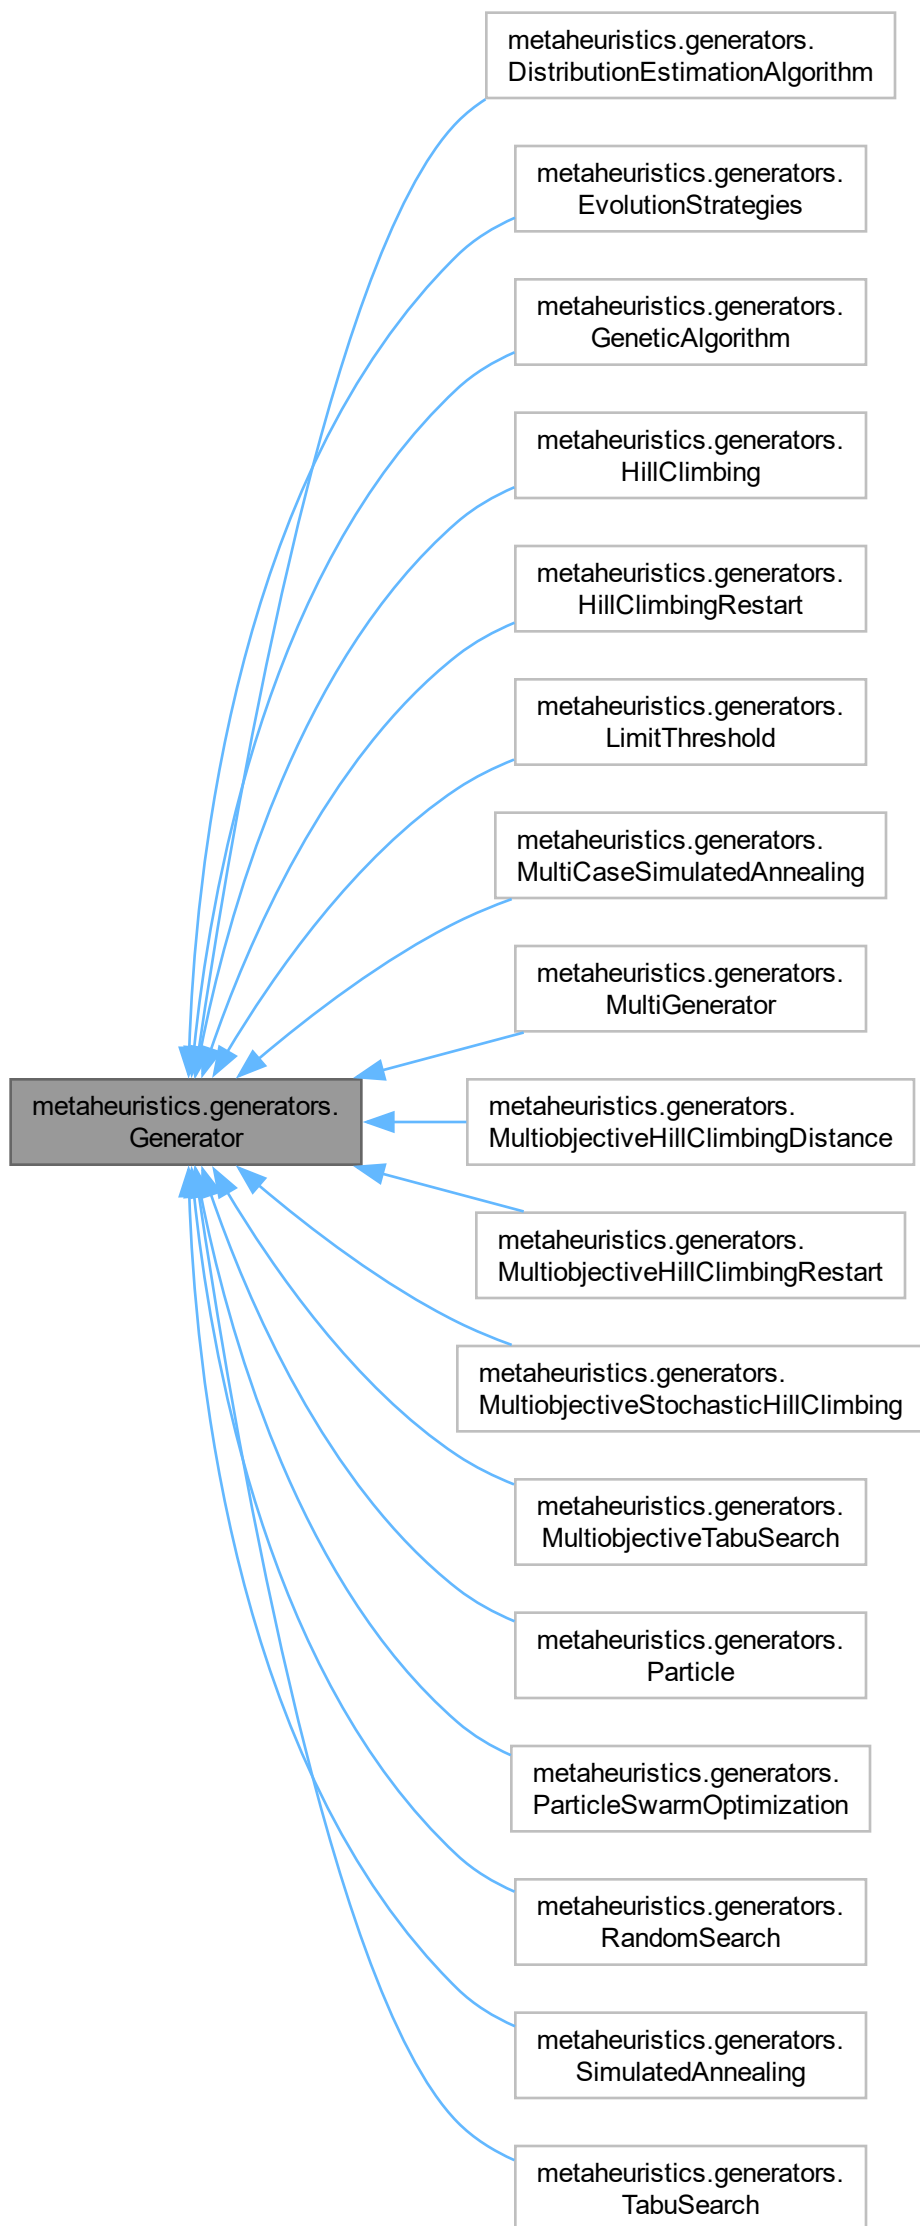 metaheuristics.generators.
DistributionEstimationAlgorithm
metaheuristics.generators.
EvolutionStrategies
metaheuristics.generators.
GeneticAlgorithm
metaheuristics.generators.
HillClimbing
metaheuristics.generators.
HillClimbingRestart
metaheuristics.generators.
LimitThreshold
metaheuristics.generators.
MultiCaseSimulatedAnnealing
metaheuristics.generators.
MultiGenerator
metaheuristics.generators.
Generator
metaheuristics.generators.
MultiobjectiveHillClimbingDistance
metaheuristics.generators.
MultiobjectiveHillClimbingRestart
metaheuristics.generators.
MultiobjectiveStochasticHillClimbing
metaheuristics.generators.
MultiobjectiveTabuSearch
metaheuristics.generators.
Particle
metaheuristics.generators.
ParticleSwarmOptimization
metaheuristics.generators.
RandomSearch
metaheuristics.generators.
SimulatedAnnealing
metaheuristics.generators.
TabuSearch